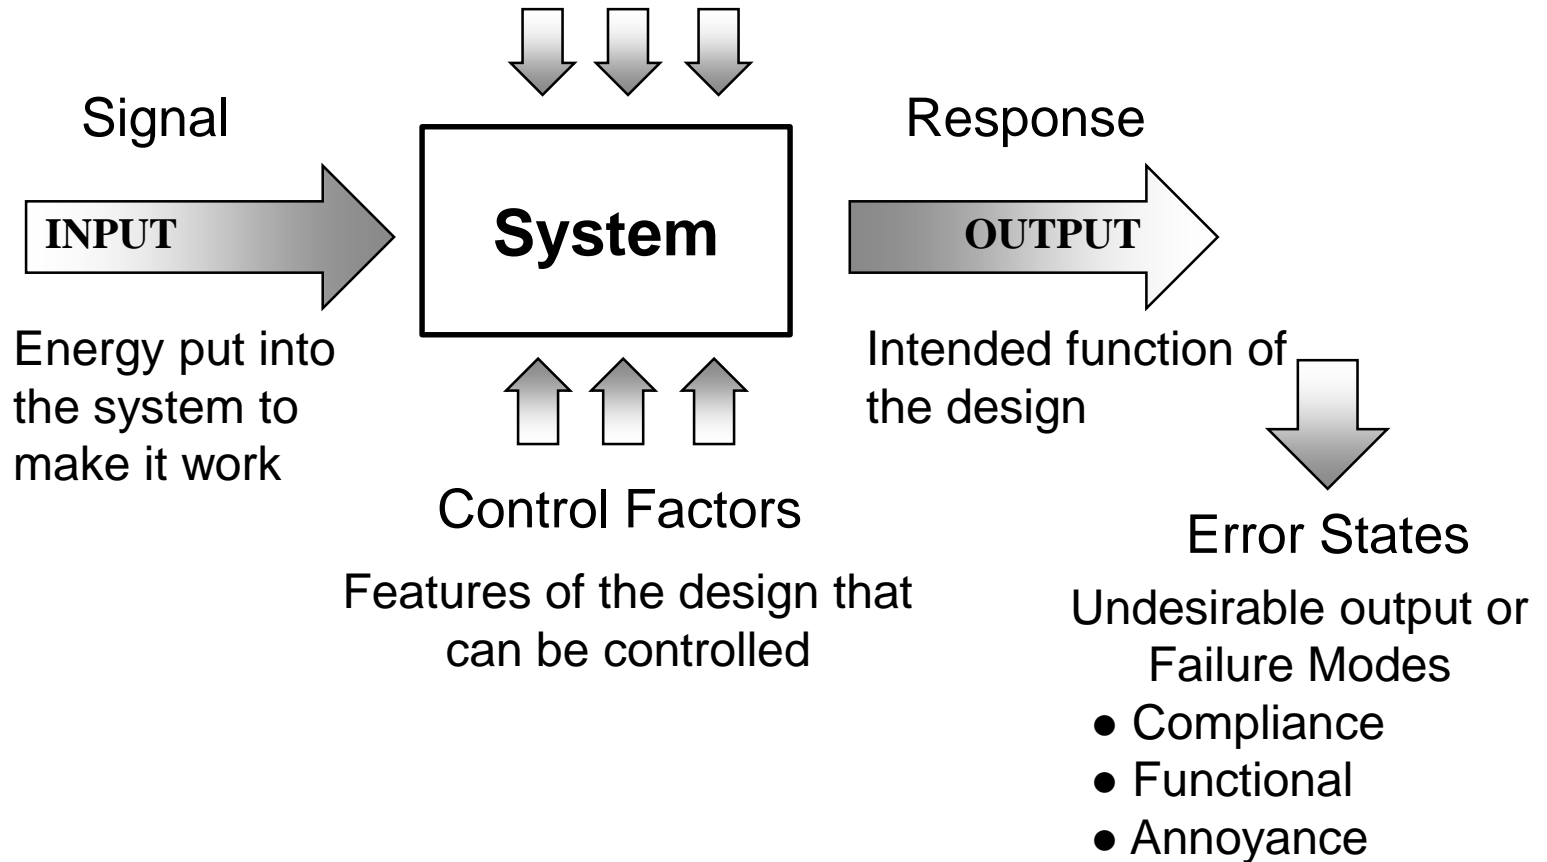 Signal
INPUT
Energy put into
the system to
make it work
System
Control Factors
Features of the design that
can be controlled
Response
OUTPUT
Intended function of
the design
Error States
Undesirable output or
Failure Modes
● Compliance
● Functional
● Annoyance